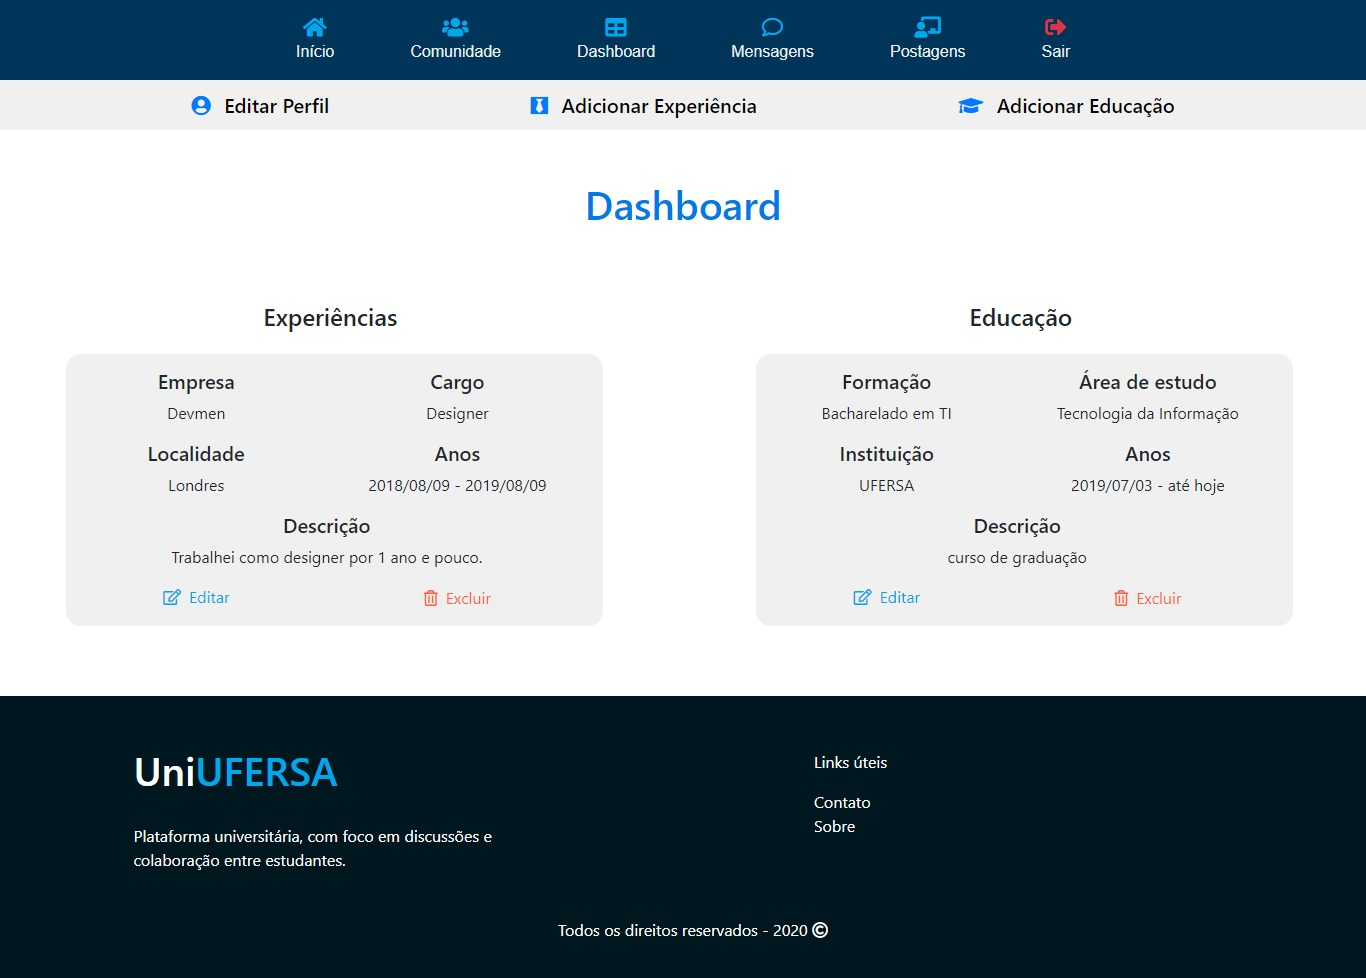 Início Comunidade Dashboard Mensagens Postagens Sair
Editar Perfil Adicionar Experiência Adicionar Educação
Dashboard
Experiências
Empresa Cargo
Devmen Designer
Localidade Anos
Londres 2018/08/09 - 2019/08/09
Descrição
Trabalhei como designer por 1 ano e pouco.
Editar Excluir
Educação
Formação Área de estudo
Bacharelado em TI Tecnologia da Informação
Instituição Anos
UFERSA 2019/07/03 - até hoje
Descrição
curso de graduação
Editar Excluir
UniUFERSA
Plataforma universitária, com foco em discussões e
colaboração entre estudantes.
Links úteis
Contato
Sobre
Todos os direitos reservados - 2020 ©